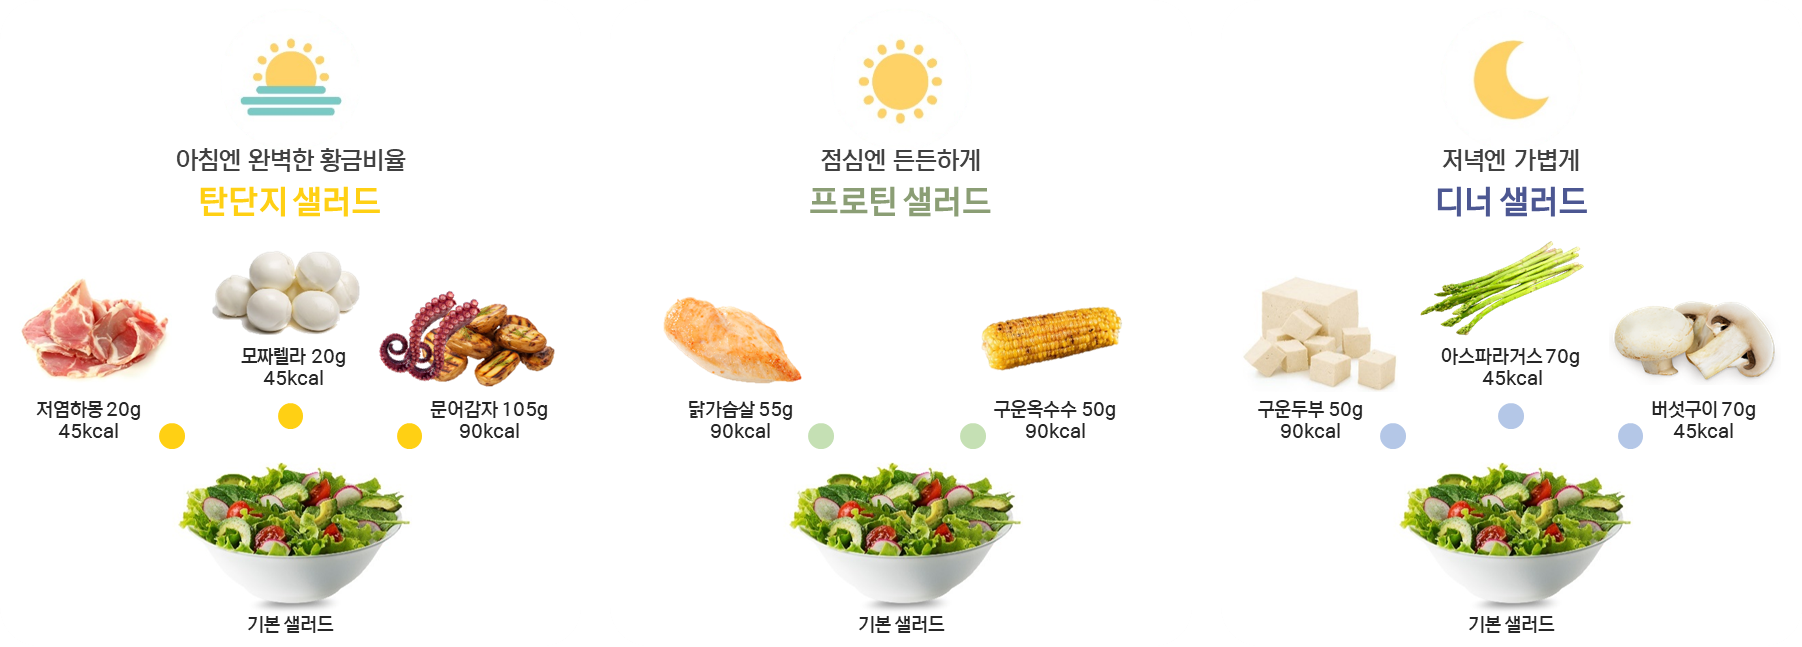 아침엔 완벽한 황금비율
탄단지 샐러드
저염하몽 20g
45kcal
모짜렐라 20g
45kcal
문어감자 105g
90kcal
기본 샐러드
점심엔 든든하게
프로틴 샐러드
닭가슴살 55g
90kcal
구운옥수수 50g
90kcal
기본 샐러드
저녁엔 가볍게
디너 샐러드
구운두부 50g
90kcal
아스파라거스 70g
45kcal
버섯구이 70g
45kcal
기본 샐러드